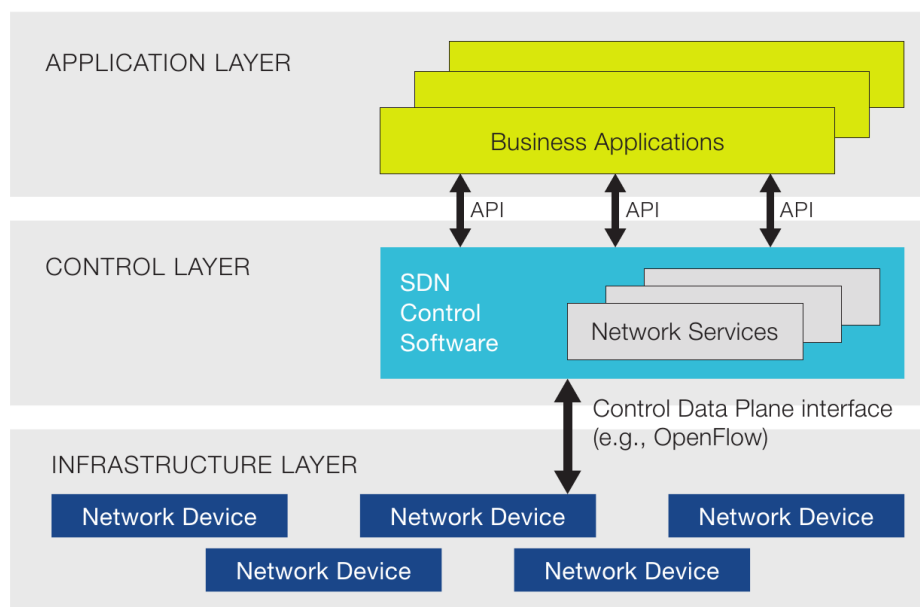 APPLICATION LAYER
Business Applications
API
API
API
CONTROL LAYER
SDN
Control
Software
Network Services
Control Data Plane interface
(e.g., OpenFlow)
INFRASTRUCTURE LAYER
Network Device
Network Device
Network Device
Network Device
Network Device